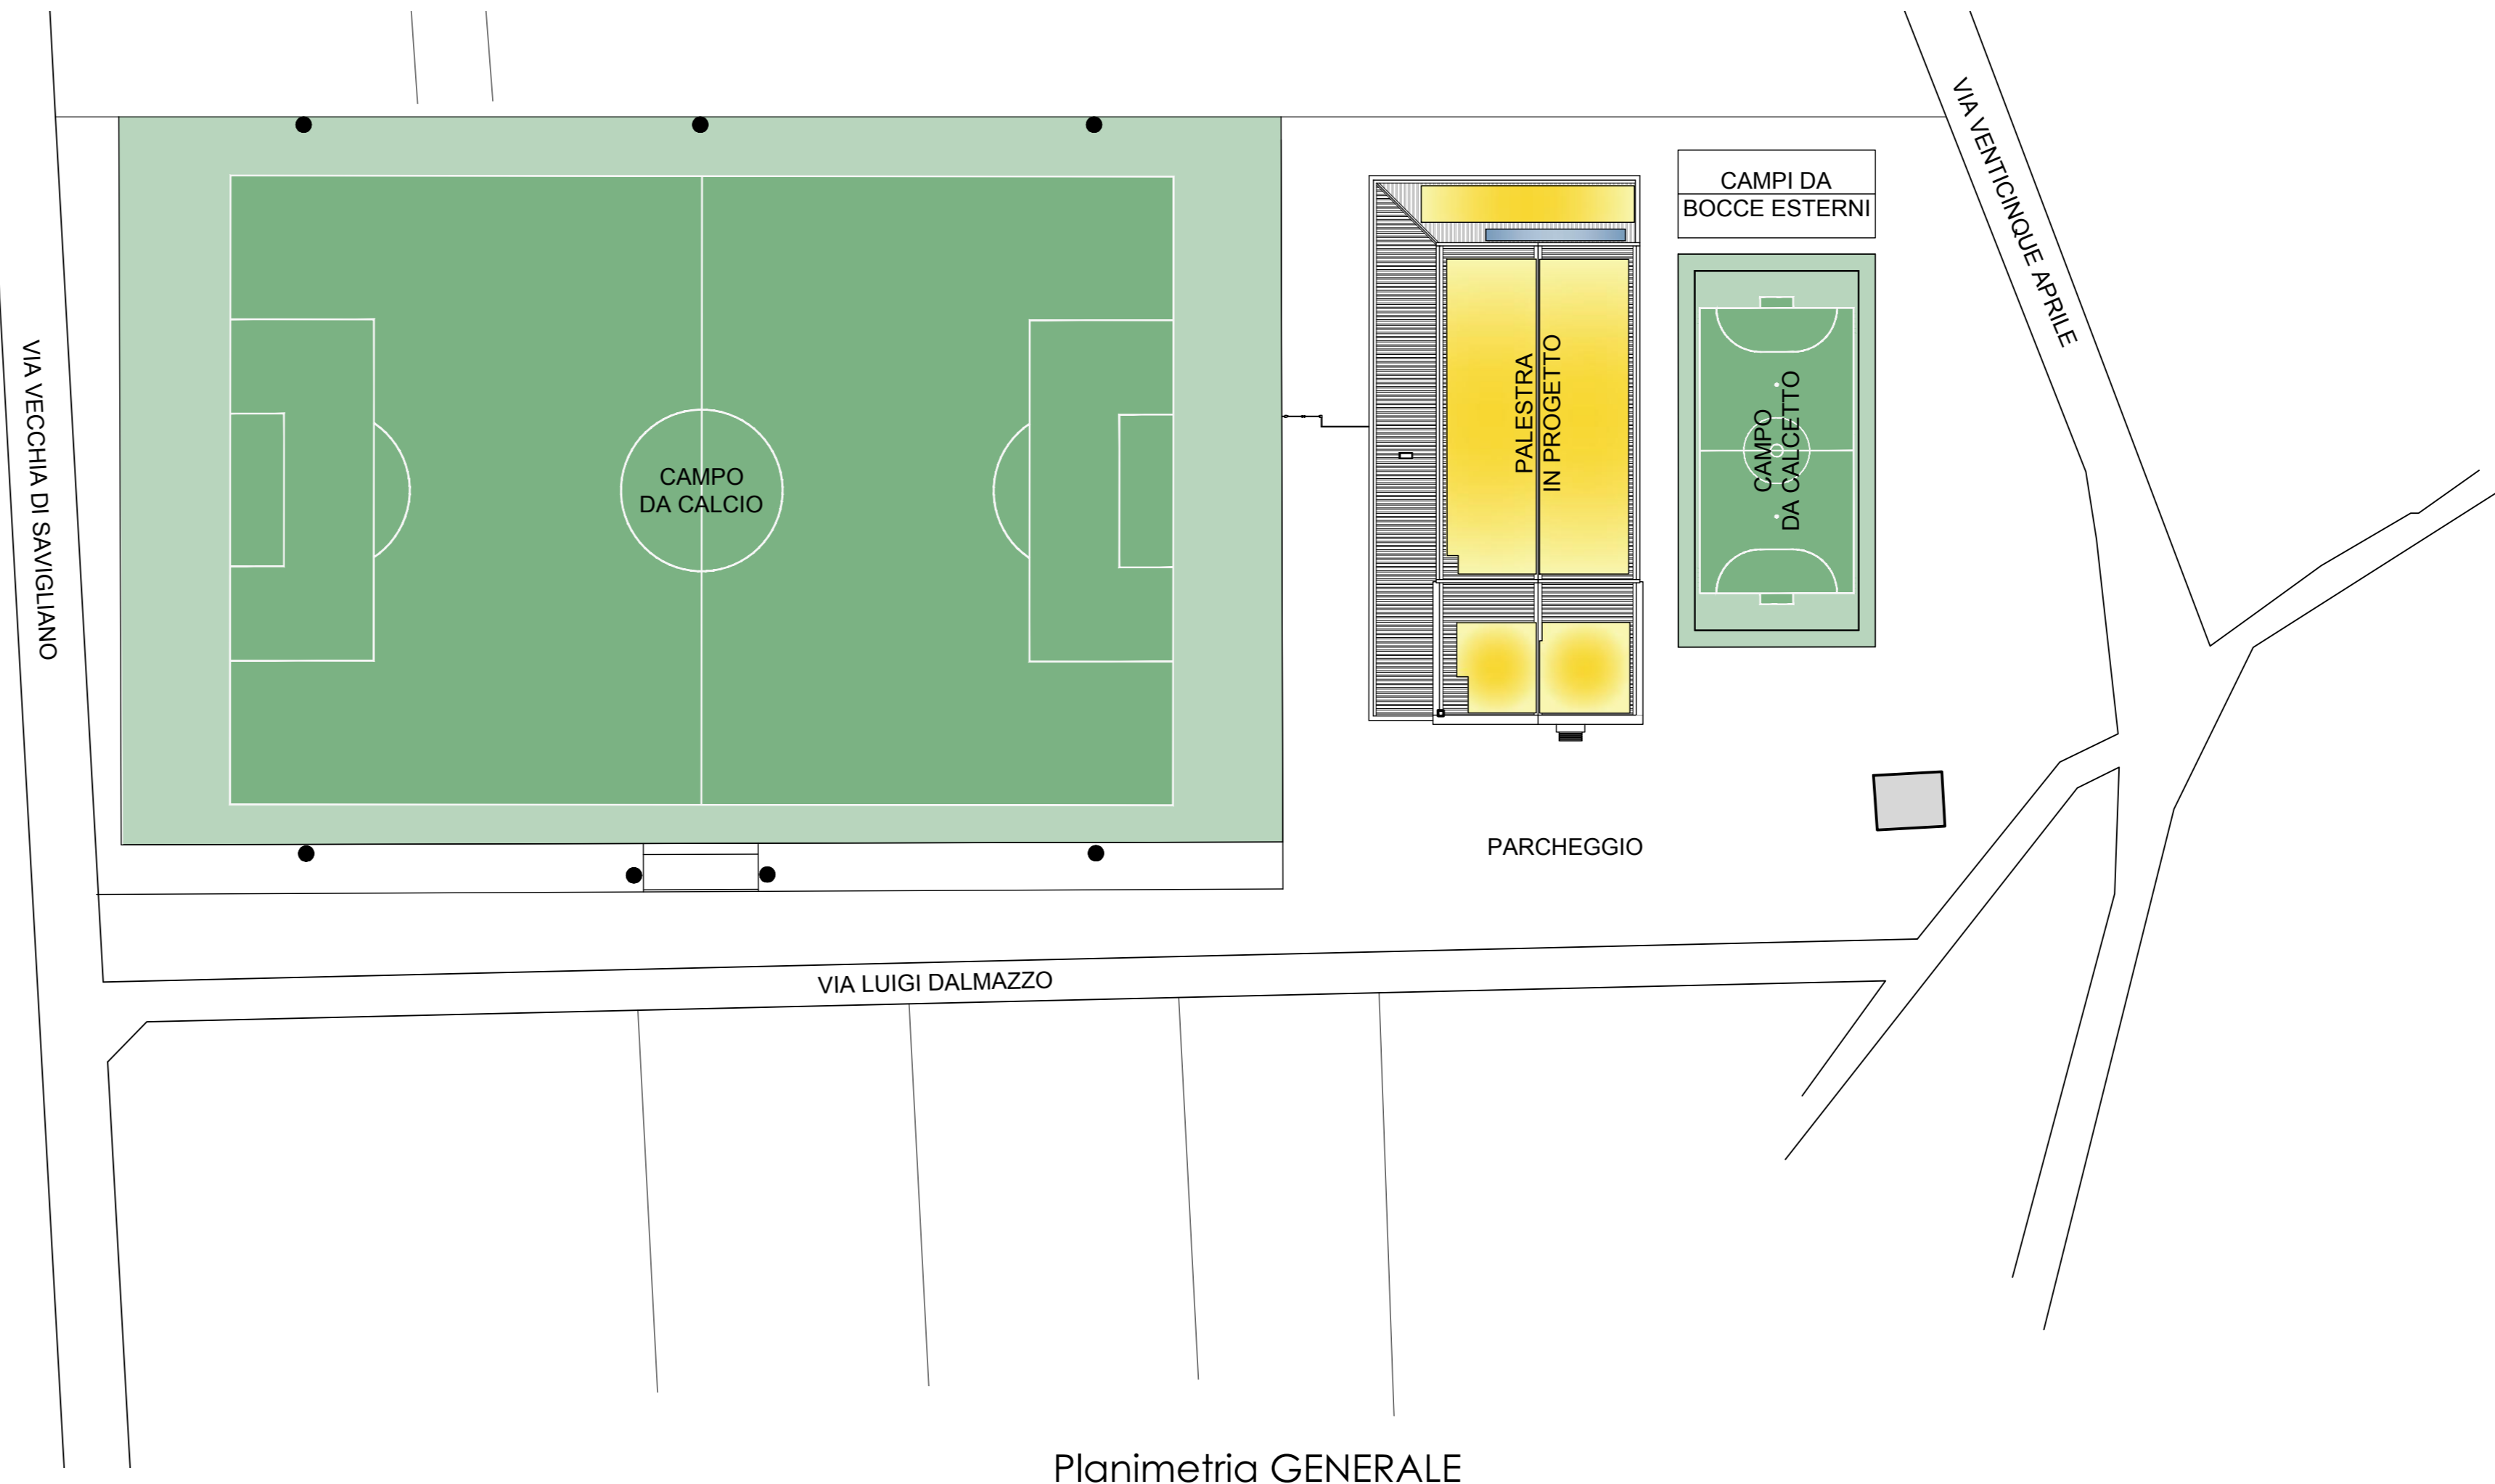 VIA VENTICINQUE APRILE
CAMPI DA
BOCCE ESTERNI
VIA VECCHIA DI SAVIGLIANO
CAMPO
DA CALCIO
PALESTRA
IN PROGETTO
CAMPO
DA CALCETTO
PARCHEGGIO
VIA LUIGI DALMAZZO
Planimetria GENERALE